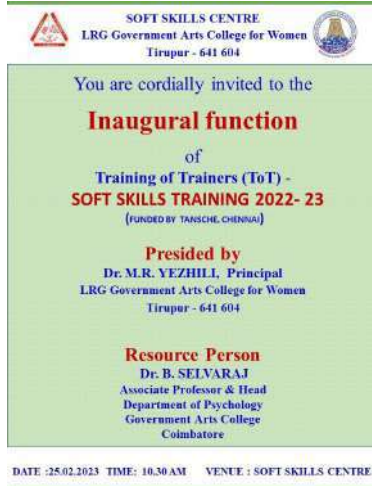 SOFT SKILLS CENTRE
LRG Government Arts College for Women
Tirupur - 641 604
You are cordially invited to the
Inaugural function
of
Training of Trainers (ToT) -
SOFT SKILLS TRAINING 2022- 23
(FUNDED BY TANSCHE, CHENNAI)
Presided by
Dr. M.R. YEZHILI, Principal
LRG Government Arts College for Women
Tirupur - 641 604
Resource Person
Dr. B. SELVARAJ
Associate Professor & Head
Department of Psychology
Government Arts College
Coimbatore
DATE :25.02.2023 TIME: 10.30 AM VENUE : SOFT SKILLS CENTRE